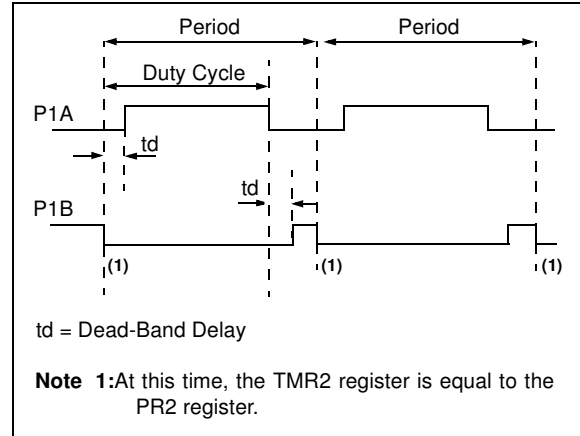 Period Period
Duty Cycle
P1A
td
td
P1B
(1) (1) (1)
td = Dead-Band Delay
Note 1:At this time, the TMR2 register is equal to the
PR2 register.